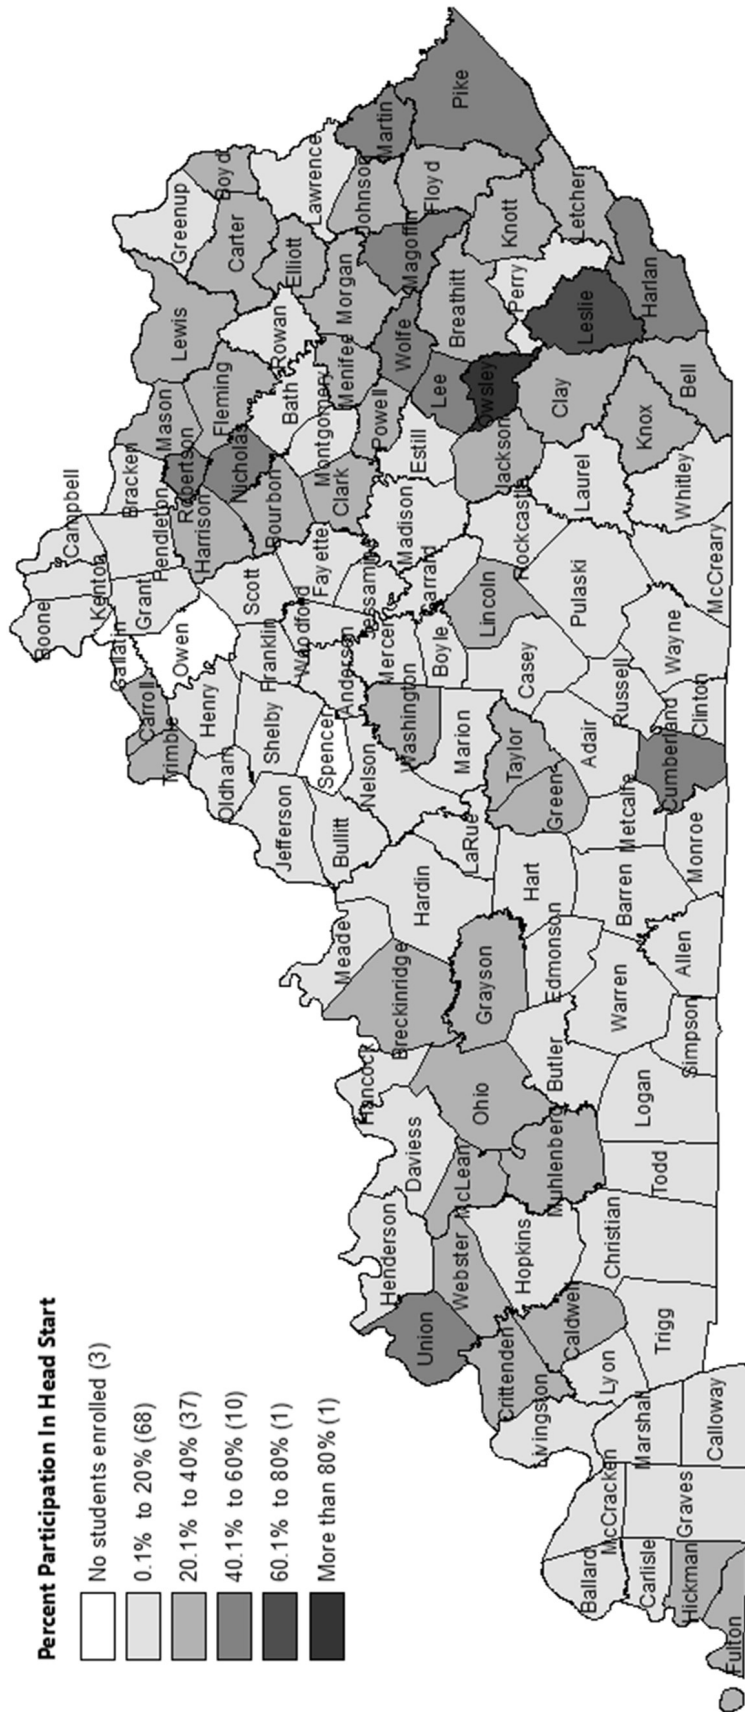 Percent Participation In Head Start
No students enrolled (3)
0.1% to 20% (68)
20.1% to 40% (37)
40.1% to 60% (10)
60.1% to 80% (1)
More than 80% (1)
Boone
Kenton
Campbell
Gallatin
Grant
Pendleton
Bracken
Carroll
Trimble
Owen
Henry
Oldham
Harrison
Robertson
Mason
Lewis
Greenup
Boyd
Carter
Fleming
Nicholas
Scott
Franklin
Shelby
Jefferson
Bullitt
Spencer
Anderson
Woodford
Fayette
Bourbon
Bath
Rowan
Elliott
Lawrence
Montgomery
Menifee
Morgan
Johnson
Martin
Clark
Powell
Wolfe
Magoffin
Floyd
Pike
Meade
Hancock
Breckinridge
Hardin
Nelson
Washington
Mercer
Jessamine
Madison
Estill
Lee
Breathitt
Knott
Henderson
Daviess
Union
Webster
McLean
Ohio
Grayson
LaRue
Marion
Boyle
Garrard
Lincoln
Rockcastle
Jackson
Owsley
Perry
Letcher
Leslie
Clay
Laurel
Harlan
Knox
Bell
Whitley
McCreary
Pulaski
Wayne
Casey
Russell
Clinton
Taylor
Green
Adair
Cumberland
Metcalfe
Monroe
Hart
Barren
Allen
Edmonson
Warren
Simpson
Butler
Logan
Muhlenberg
Todd
Hopkins
Christian
Crittenden
Caldwell
Trigg
Livingston
Lyon
Marshall
Calloway
McCracken
Graves
Ballard
Carlisle
Hickman
Fulton